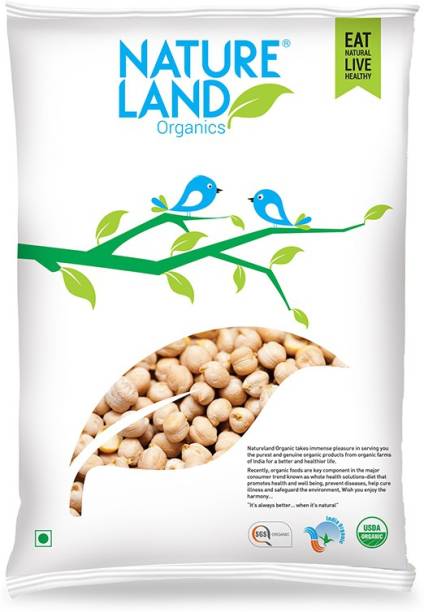 NATURE®
LAND
Organics
EAT
NATURAL
LIVE
HEALTHY
Natureland Organic takes immense pleasure in serving you
the purest and genuine organic products from organic farms
of India for a better and healthier life.
Recently, organic foods are key component in the major
consumer trend known as whole health solutions-diet that
promotes health and well being, prevent diseases, help cure
illness and safeguard the environment, Wish you enjoy the
harmony...
"It's always better... when it's natural"
SGS ORGANIC
India Organic
USDA
ORGANIC